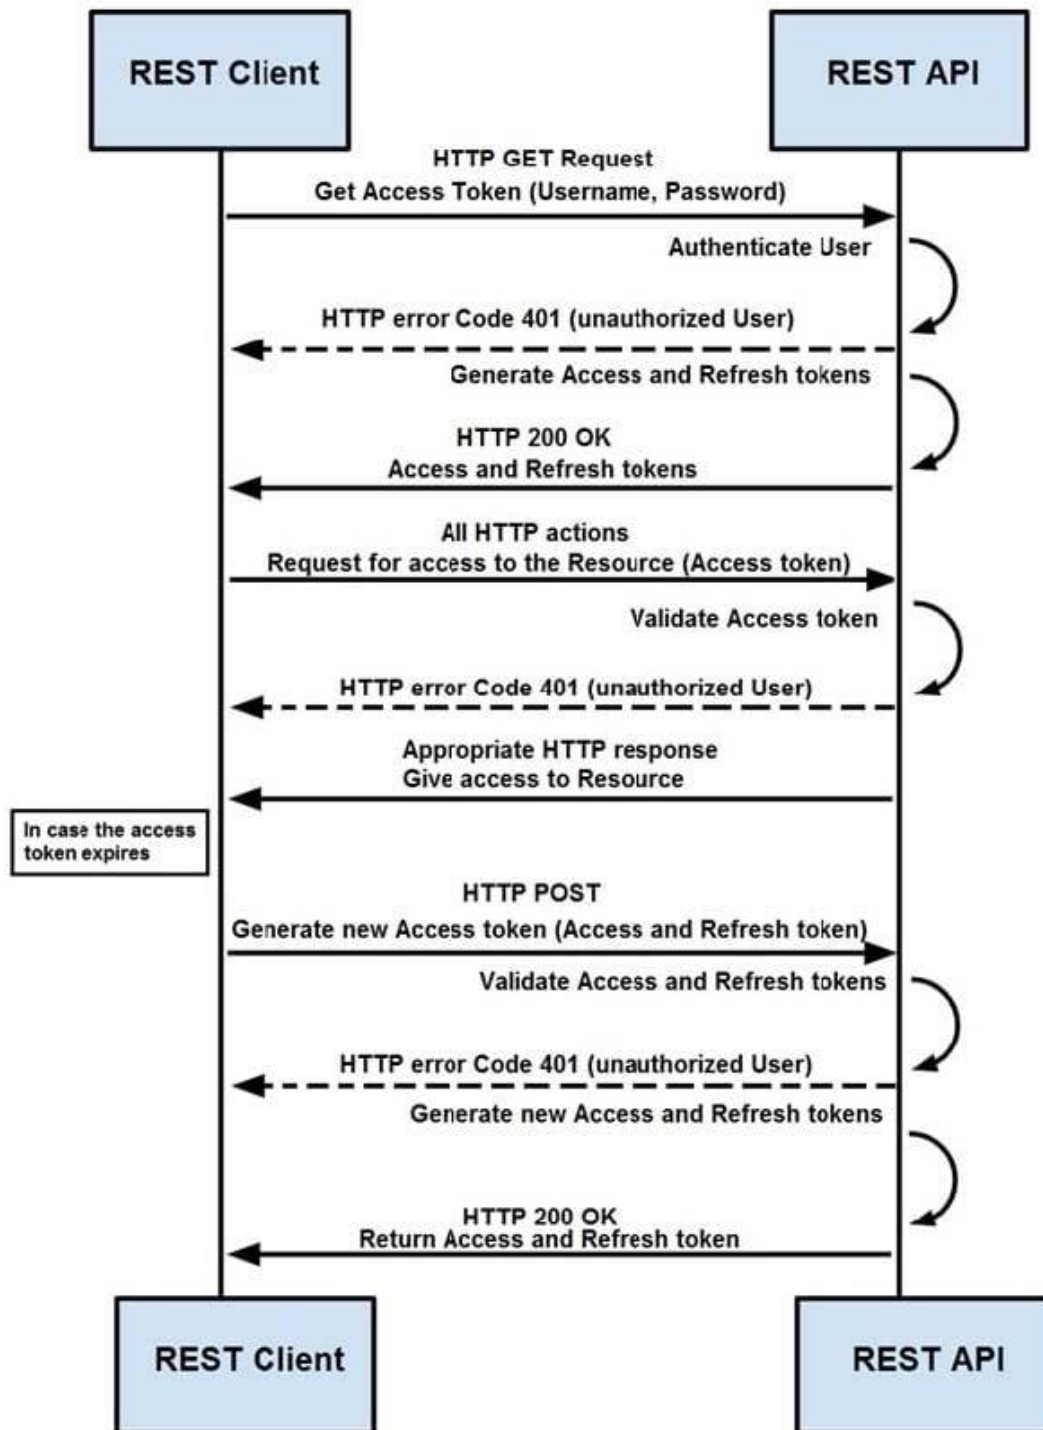 REST Client
REST API
HTTP GET Request
Get Access Token (Username, Password)
Authenticate User
HTTP error Code 401 (unauthorized User)
Generate Access and Refresh tokens
HTTP 200 OK
Access and Refresh tokens
All HTTP actions
Request for access to the Resource (Access token)
Validate Access token
HTTP error Code 401 (unauthorized User)
Appropriate HTTP response
Give access to Resource
In case the access
token expires
HTTP POST
Generate new Access token (Access and Refresh token)
Validate Access and Refresh tokens
HTTP error Code 401 (unauthorized User)
Generate new Access and Refresh tokens
HTTP 200 OK
Return Access and Refresh token
REST Client
REST API